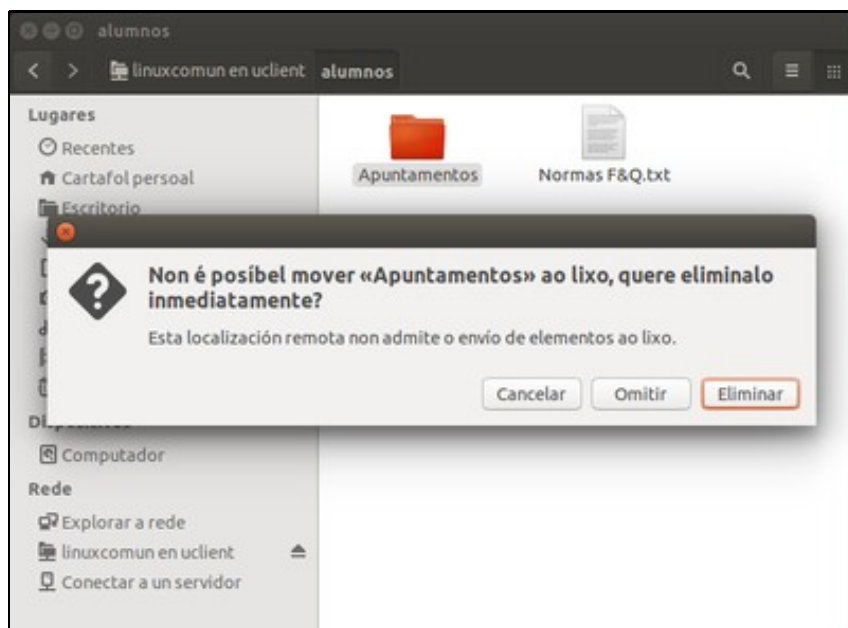 alumnos
linuxcomun en uclient alumnos
Lugares
Recentes
Cartafol persoal
Escritorio
Apuntamentos
Normas F&Q.txt
Non é posíbel mover «Apuntamentos» ao lixo, quere eliminalo
inmediatamente?
Esta localización remota non admite o envío de elementos ao lixo.
Cancelar
Omitir
Eliminar
Dispositivos
Computador
Rede
Explorar a rede
linuxcomun en uclient
Conectar a un servidor